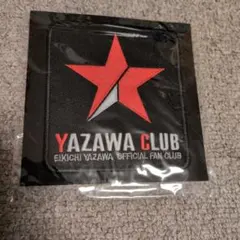 YAZAWA CLUB
EIKICHI YAZAWA OFFICIAL FAN CLUB